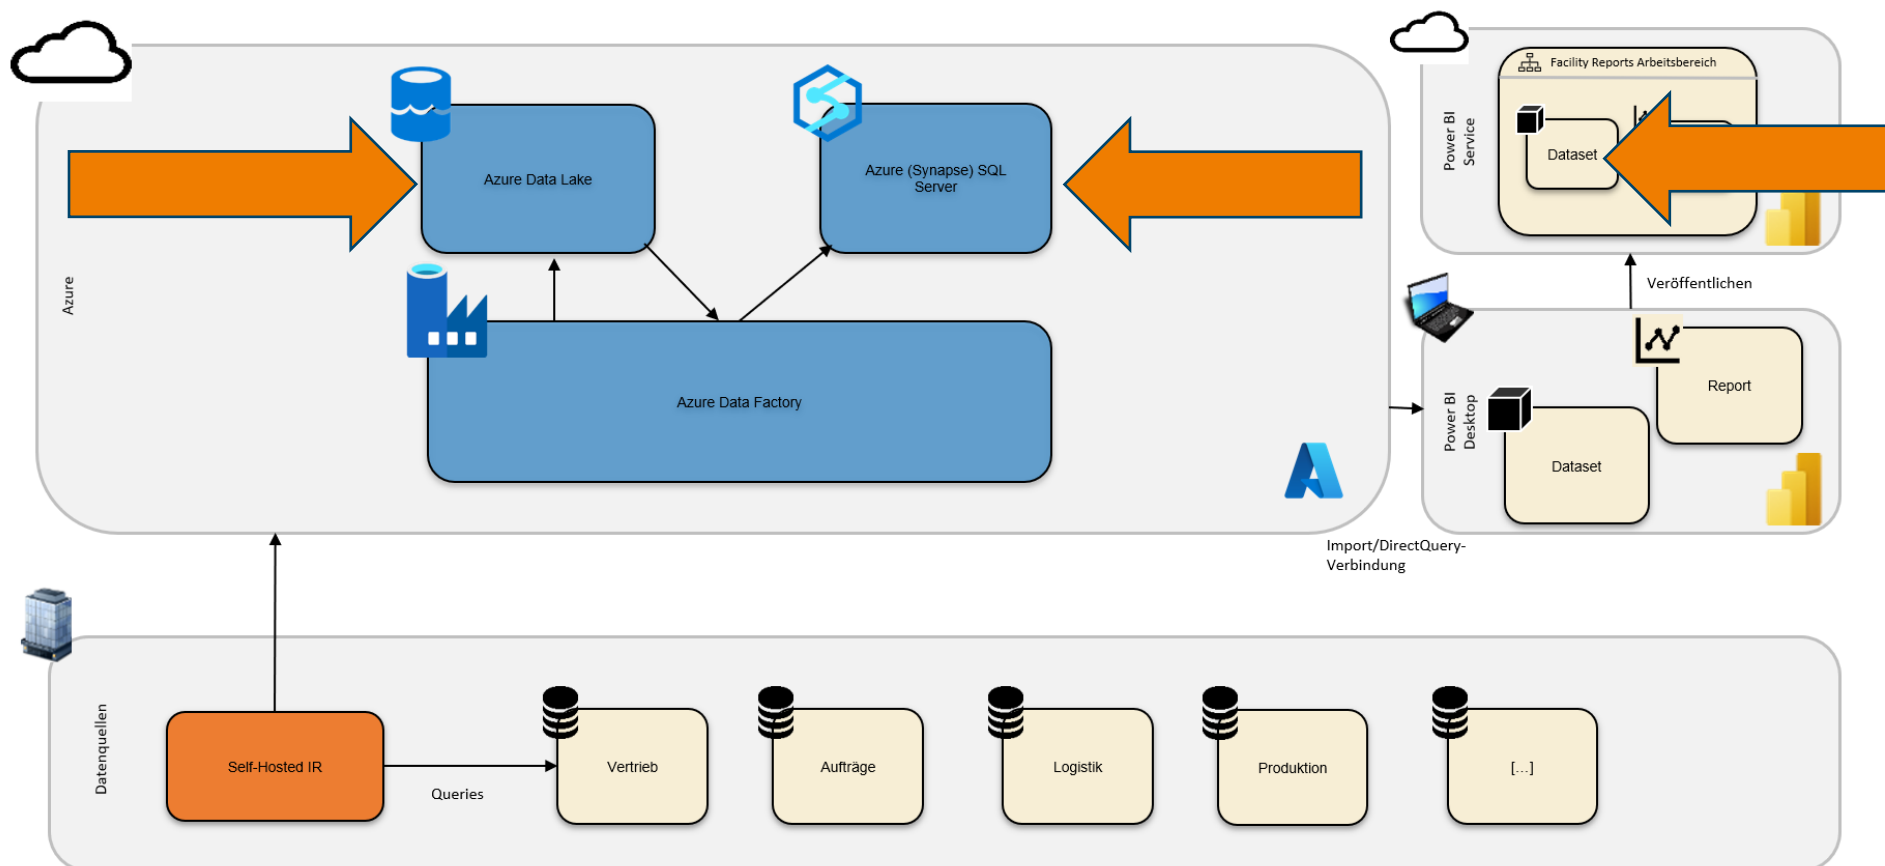 Azure
Azure Data Lake
Azure (Synapse) SQL
Server
Azure Data Factory
Power BI
Service
Facility Reports Arbeitsbereich
Dataset
Veröffentlichen
Power BI
Desktop
Report
Dataset
Import/DirectQuery-
Verbindung
Datenquellen
Self-Hosted IR
Queries
Vertrieb
Aufträge
Logistik
Produktion
[...]